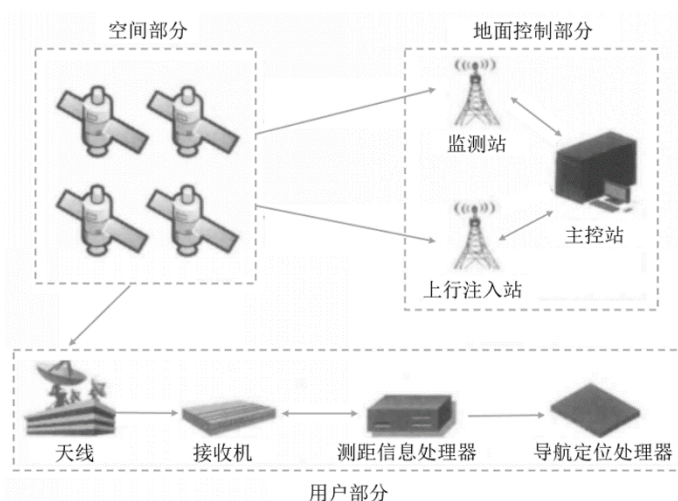 空间部分
地面控制部分
监测站
主控站
上行注入站
天线
接收机
测距信息处理器
导航定位处理器
用户部分